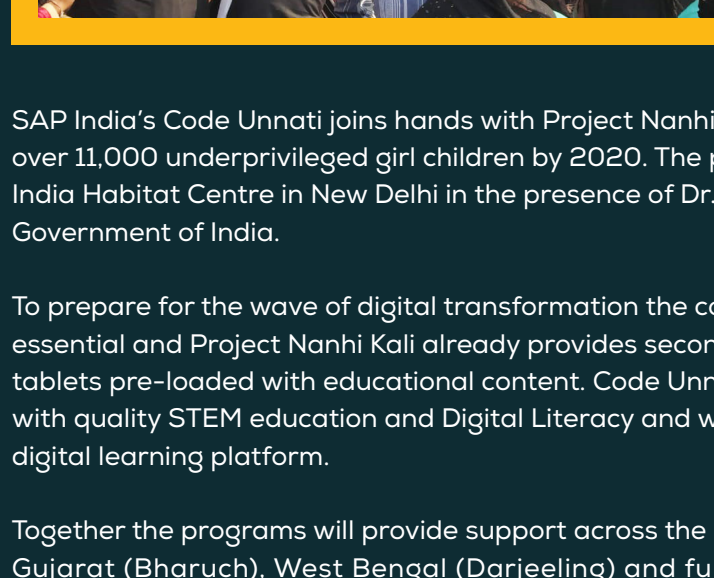 SAP India’s Code Unnati joins hands with Project Nanhi
over 11,000 underprivileged girl children by 2020. The
India Habitat Centre in New Delhi in the presence of Dr.
Government of India.
To prepare for the wave of digital transformation the
essential and Project Nanhi Kali already provides
tablets pre-loaded with educational content. Code
with quality STEM education and Digital Literacy and
digital learning platform.
Together the programs will provide support across the
Gujarat (Bharuch), West Bengal (Darjeeling) and